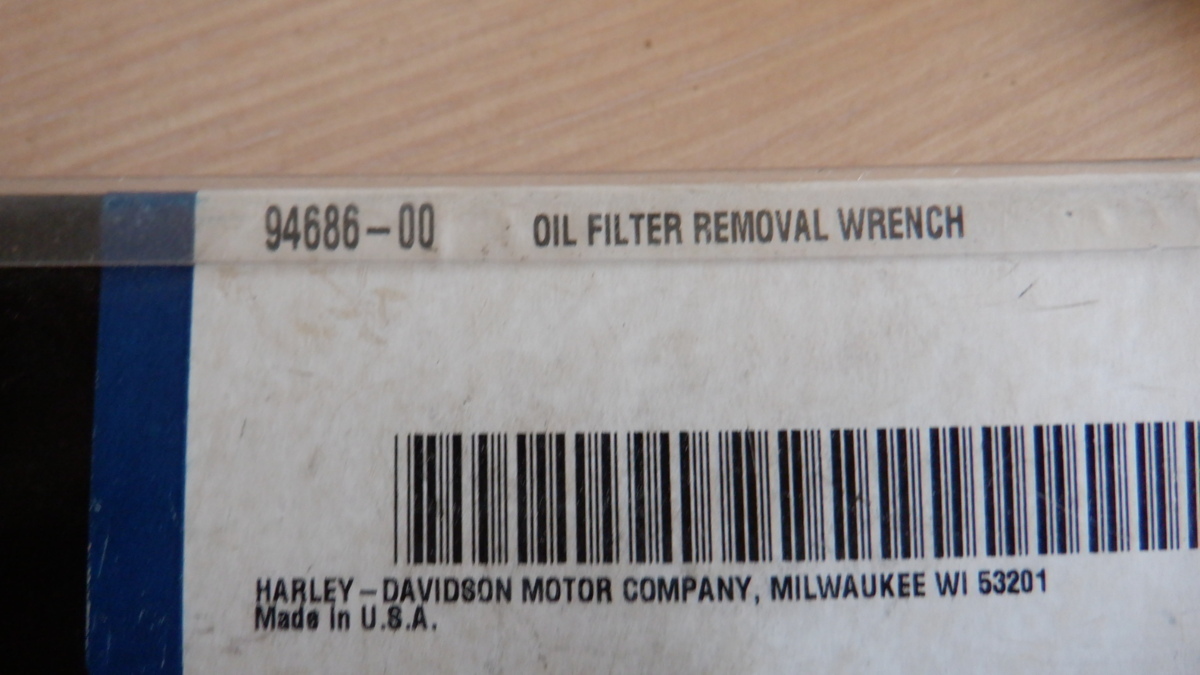 94686-00 OIL FILTER REMOVAL WRENCH
HARLEY-DAVIDSON MOTOR COMPANY, MILWAUKEE WI 53201
Made in U.S.A.